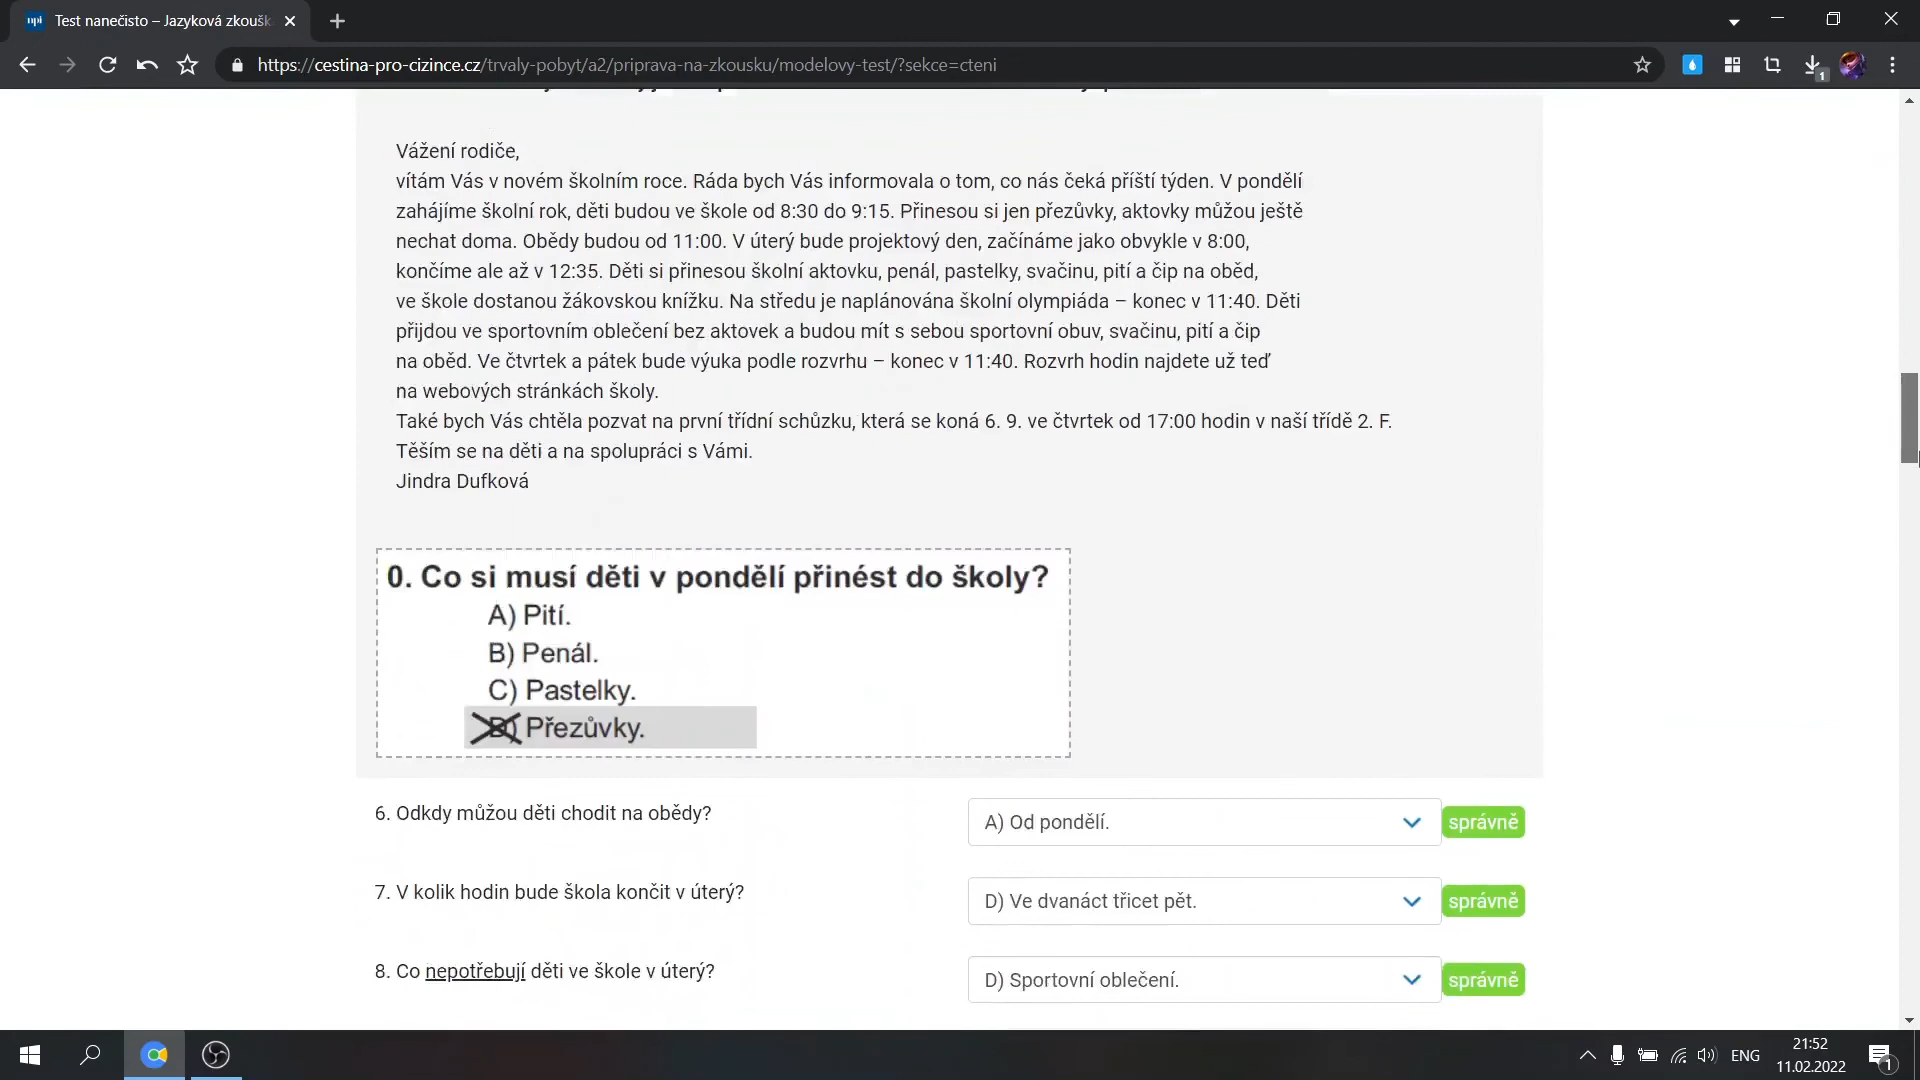 Test nanečisto – Jazyková zkoušk
https://cestina-pro-cizince.cz/trvaly-pobyt/a2/priprava-na-zkousku/modelovy-test/?sekce=cteni
1
Vážení rodiče,
vítám Vás v novém školním roce. Ráda bych Vás informovala o tom, co nás čeká příští týden. V pondělí
zahájíme školní rok, děti budou ve škole od 8:30 do 9:15. Přinesou si jen přezůvky, aktovky můžou ještě
nechat doma. Obědy budou od 11:00. V úterý bude projektový den, začínáme jako obvykle v 8:00,
končíme ale až v 12:35. Děti si přinesou školní aktovku, penál, pastelky, svačinu, pití a čip na oběd,
ve škole dostanou žákovskou knížku. Na středu je naplánována školní olympiáda – konec v 11:40. Děti
přijdou ve sportovním oblečení bez aktovek a budou mít s sebou sportovní obuv, svačinu, pití a čip
na oběd. Ve čtvrtek a pátek bude výuka podle rozvrhu – konec v 11:40. Rozvrh hodin najdete už teď
na webových stránkách školy.
Také bych Vás chtěla pozvat na první třídní schůzku, která se koná 6. 9. ve čtvrtek od 17:00 hodin v naší třídě 2. F.
Těším se na děti a na spolupráci s Vámi.
Jindra Dufková
0. Co si musí děti v pondělí přinést do školy?
A) Pití.
B) Penál.
C) Pastelky.
D) Přezůvky.
6. Odkdy můžou děti chodit na obědy?
A) Od pondělí.
správně
7. V kolik hodin bude škola končit v úterý?
D) Ve dvanáct třicet pět.
správně
8. Co nepotřebují děti ve škole v úterý?
D) Sportovní oblečení.
správně
ENG
21:52
11.02.2022
1